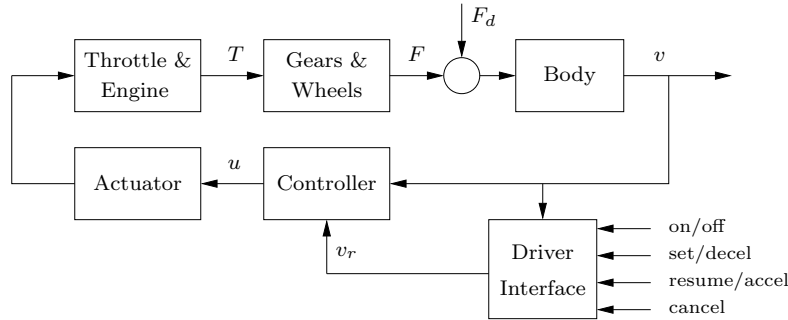 F_d
Throttle &
Engine
T
Gears &
Wheels
F
Body
v
Actuator
u
Controller
v_r
Driver
Interface
on/off
set/decel
resume/accel
cancel